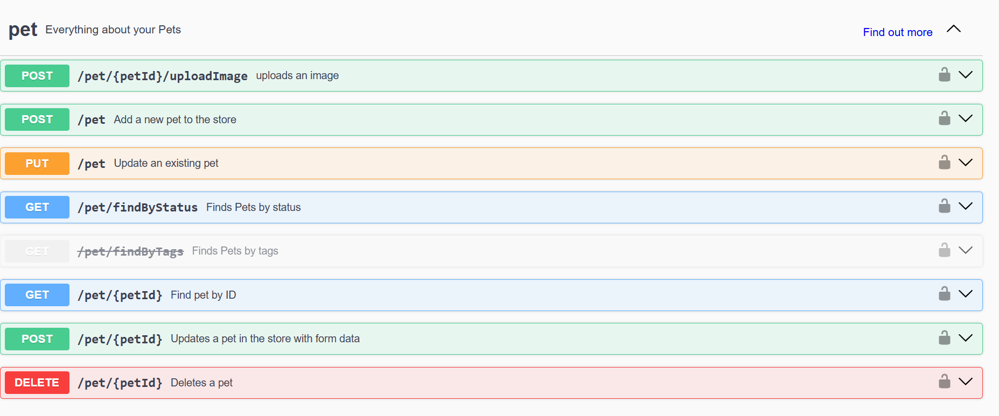 pet Everything about your Pets Find out more
POST /pet/{petId}/uploadImage uploads an image
POST /pet Add a new pet to the store
PUT /pet Update an existing pet
GET /pet/findByStatus Finds Pets by status
GET /pet/findByTags Finds Pets by tags
GET /pet/{petId} Find pet by ID
POST /pet/{petId} Updates a pet in the store with form data
DELETE /pet/{petId} Deletes a pet